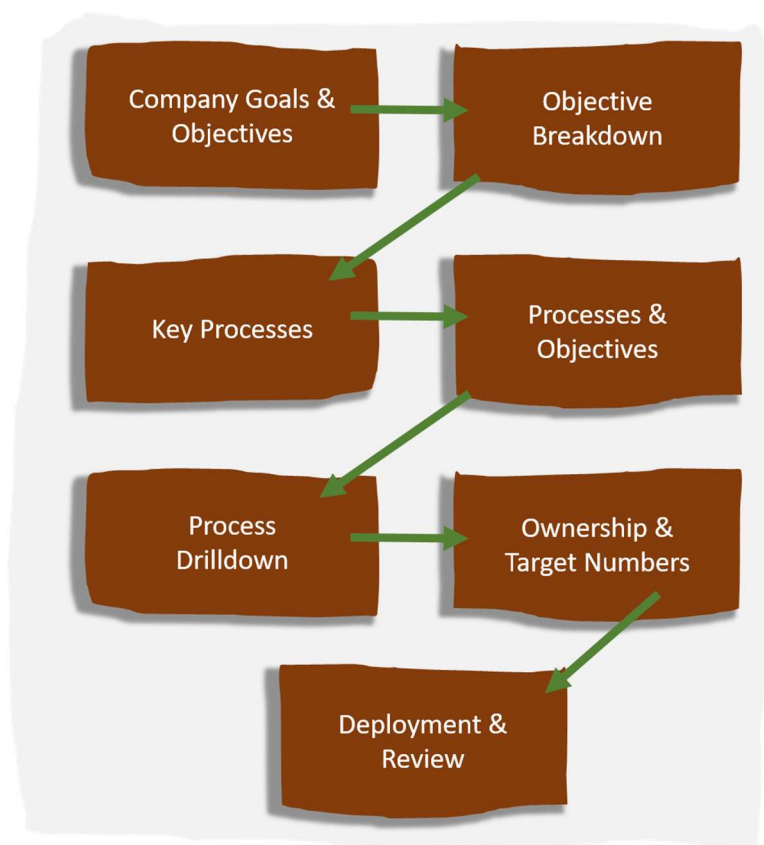 Company Goals &
Objectives
Objective
Breakdown
Key Processes
Processes &
Objectives
Process
Drilldown
Ownership &
Target Numbers
Deployment &
Review